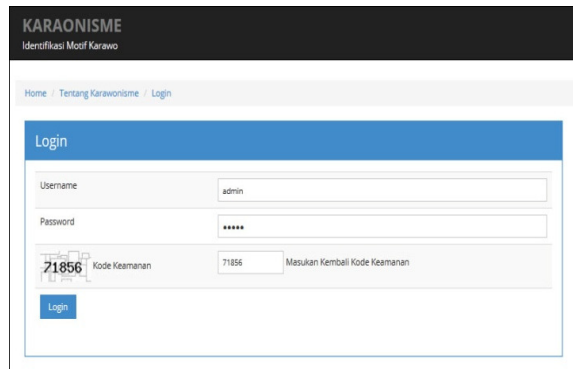 KARAONISME
Identifikasi Motif Karawo
Home / Tentang Karawonisme / Login
Login
Username admin
Password •••••
71856 Kode Keamanan 71856 Masukan Kembali Kode Keamanan
Login